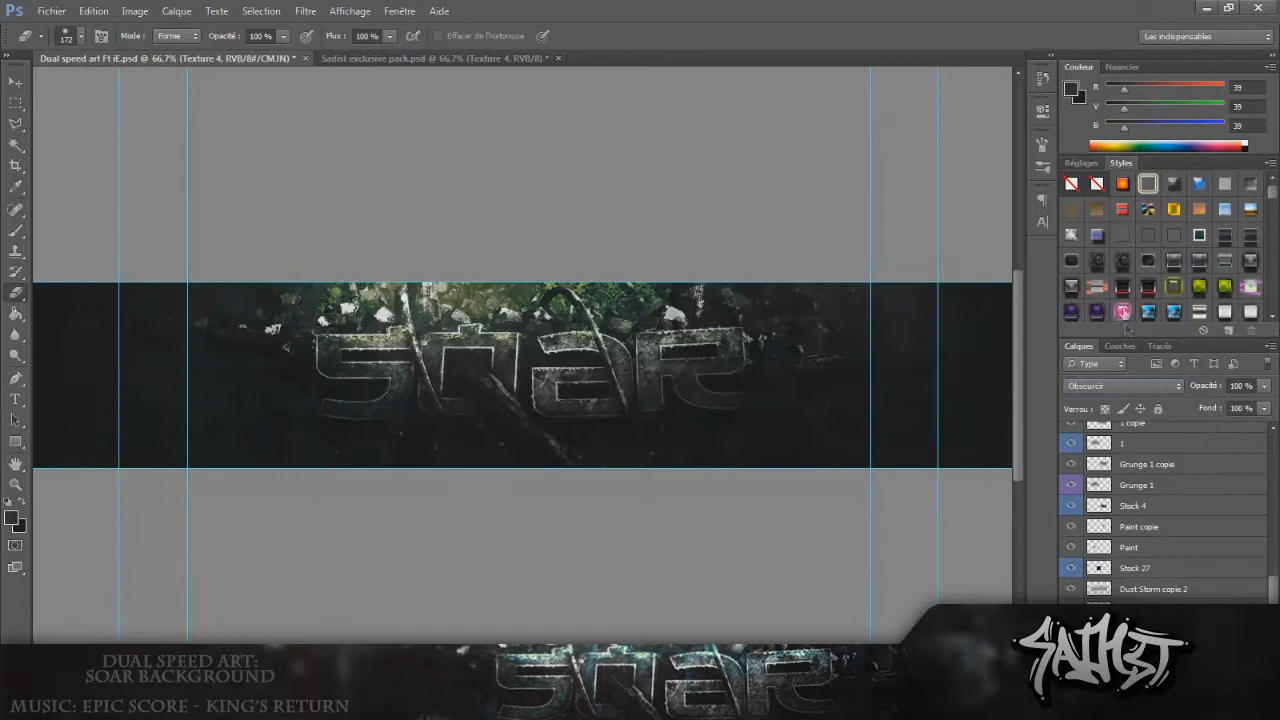 Ps Fichier Edition Image Calque Texte Sélection Filtre Affichage Fenêtre Aide
172 Mode: Forme Opacité: 100 % Flux: 100 % Effacer de l'historique Les indispensables
Dual speed art Ft iE.psd @ 66,7% (Texture 4, RVB/8#/CMJN) * × Sadist exclusive pack.psd @ 66,7% (Texture 4, RVB/8) * ×
Couleur Nuancier
R 39
V 39
B 39
Réglages Styles
SOAR
Calques Couches Tracés
Type
Obscurcir Opacité: 100 %
Verrou: Fond: 100 %
1 copie
1
Grunge 1 copie
Grunge 1
Stock 4
Paint copie
Paint
Stock 27
Dust Storm copie 2
DUAL SPEED ART:
SOAR BACKGROUND
MUSIC: EPIC SCORE - KING'S RETURN
SOAR
SADIST